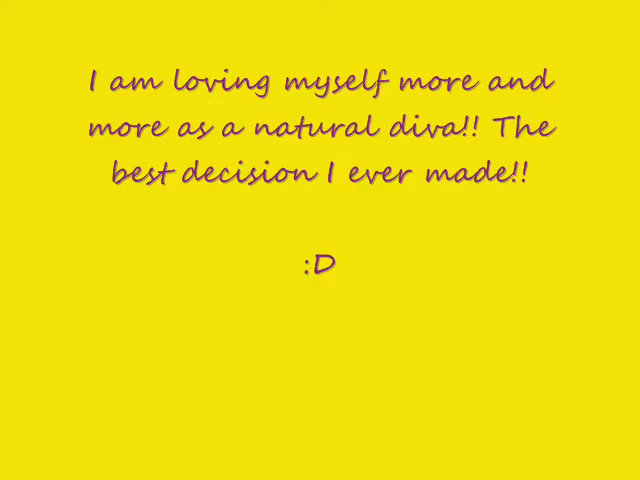 I am loving myself more and
more as a natural diva!! The
best decision I ever made!!
:D